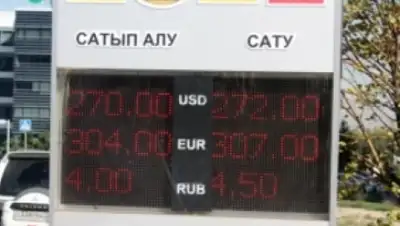 САТЫП АЛУ САТУ
270.00 USD 272.00
304.00 EUR 307.00
4.00 RUB 4.50